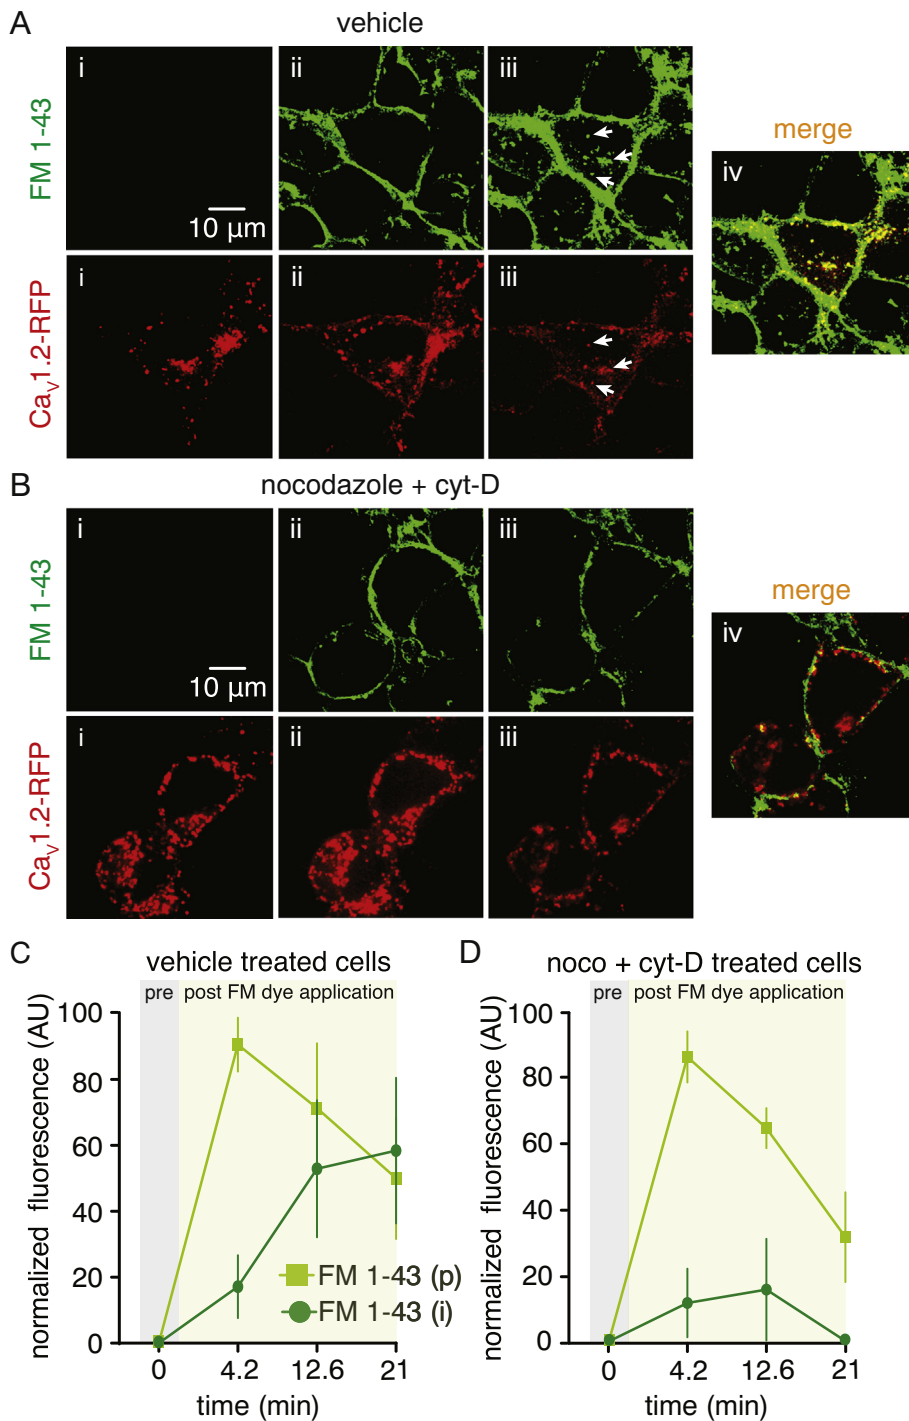 A
vehicle
FM 1-43
i
10 μm
ii
iii
merge
iv
CaV1.2-RFP
i
ii
iii
B
nocodazole + cyt-D
FM 1-43
i
10 μm
ii
iii
merge
iv
CaV1.2-RFP
i
ii
iii
C
vehicle treated cells
pre
post FM dye application
normalized fluorescence (AU)
100
80
60
40
20
0
FM 1-43 (p)
FM 1-43 (i)
0
4.2
12.6
21
time (min)
D
noco + cyt-D treated cells
pre
post FM dye application
normalized fluorescence (AU)
100
80
60
40
20
0
0
4.2
12.6
21
time (min)